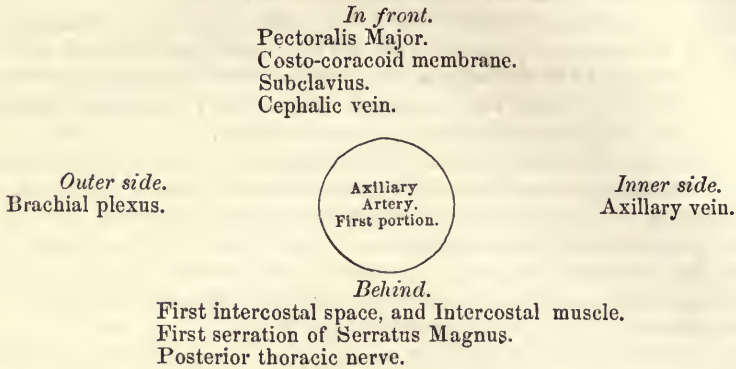 In front.
Pectoralis Major.
Costo-coracoid membrane.
Subclavius.
Cephalic vein.
Outer side.
Brachial plexus.
Axillary
Artery.
First portion.
Inner side.
Axillary vein.
Behind.
First intercostal space, and Intercostal muscle.
First serration of Serratus Magnus.
Posterior thoracic nerve.